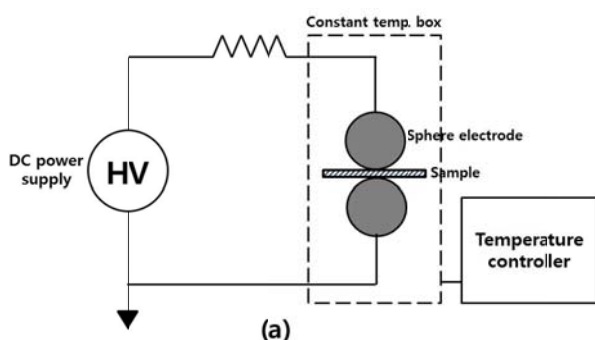 Constant temp. box
Sphere electrode
DC power
supply
HV
Sample
Temperature
controller
(a)